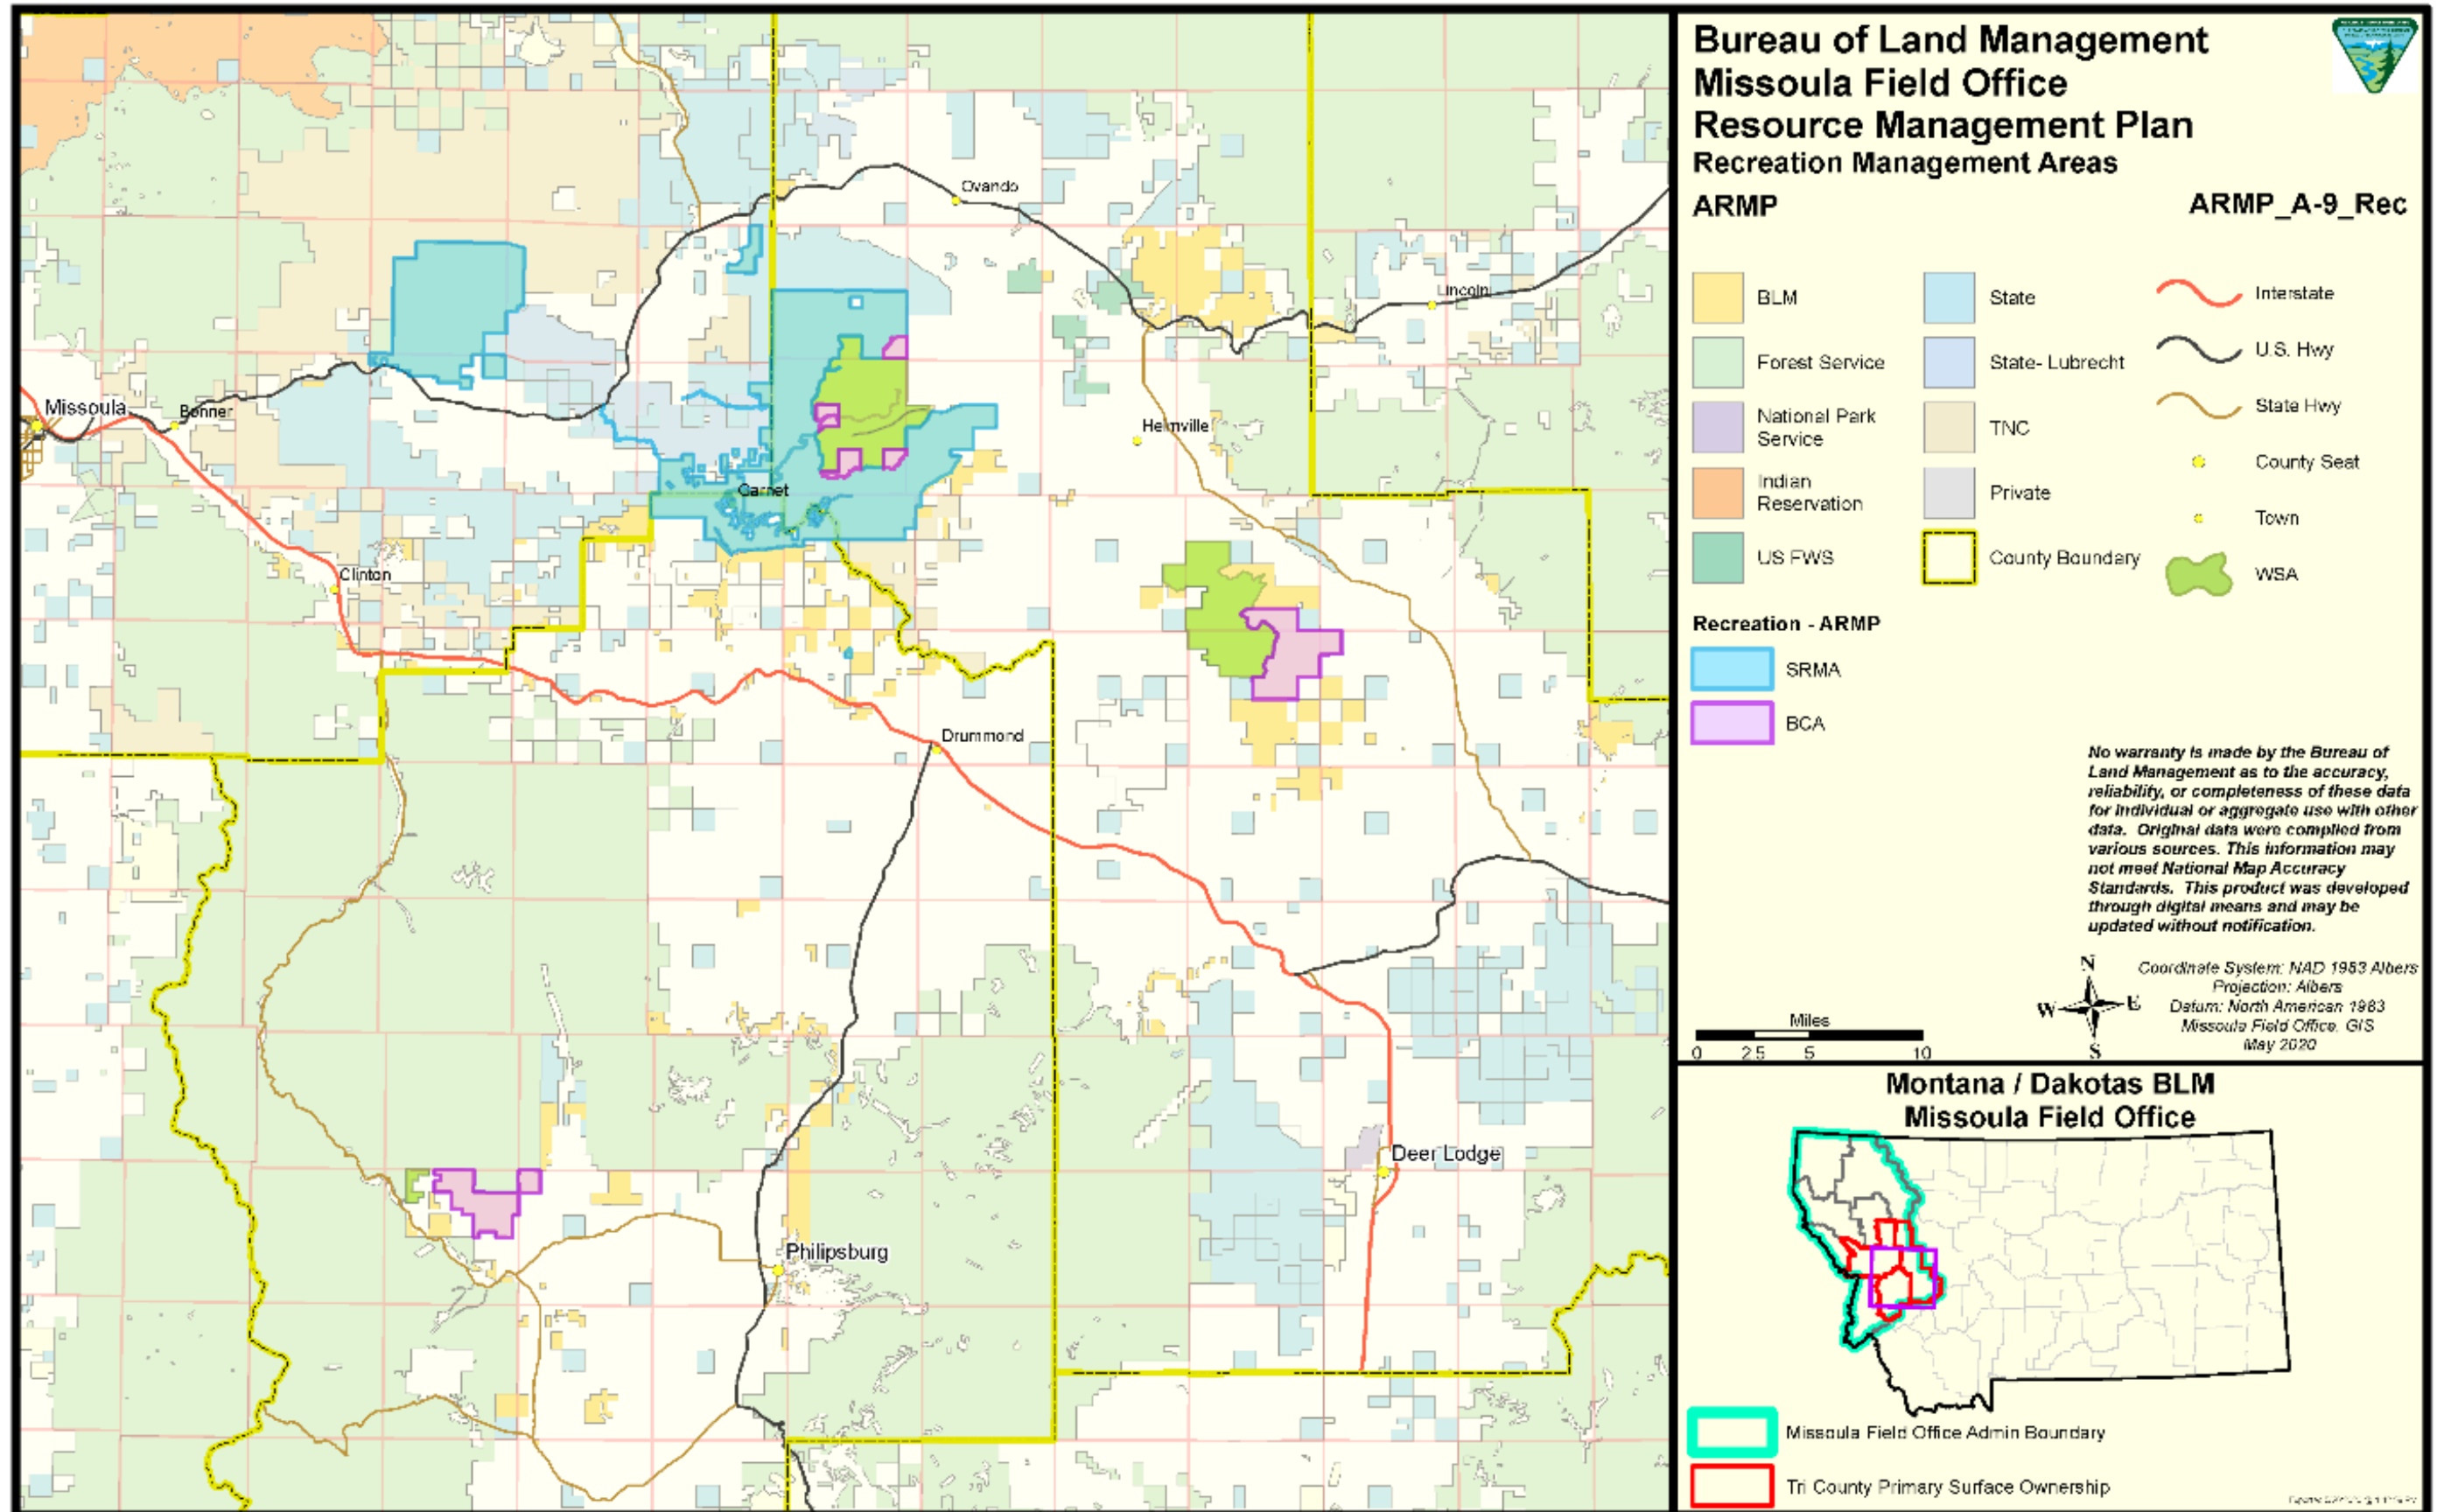 Bureau of Land Management
Missoula Field Office
Resource Management Plan
Recreation Management Areas
ARMP
ARMP_A-9_Rec
BLM
State
Interstate
Forest Service
State- Lubrecht
U.S. Hwy
National Park
Service
TNC
State Hwy
Indian
Reservation
Private
County Seat
US FWS
County Boundary
Town
WSA
Recreation - ARMP
SRMA
BCA
No warranty is made by the Bureau of
Land Management as to the accuracy,
reliability, or completeness of these data
for individual or aggregate use with other
data. Original data were compiled from
various sources. This information may
not meet National Map Accuracy
Standards. This product was developed
through digital means and may be
updated without notification.
Coordinate System: NAD 1983 Albers
Projection: Albers
Datum: North American 1983
Missoula Field Office, GIS
May 2020
N
W
E
S
Miles
0 2.5 5 10
Montana / Dakotas BLM
Missoula Field Office
Missoula Field Office Admin Boundary
Tri County Primary Surface Ownership
Ovando
Lincoln
Missoula
Bonner
Helmville
Garnet
Clinton
Drummond
Deer Lodge
Philipsburg